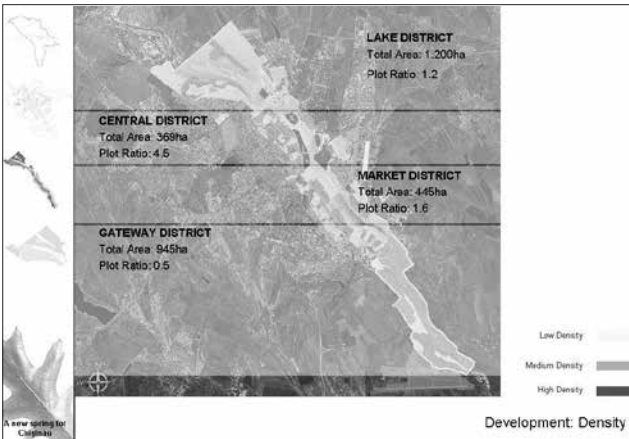 LAKE DISTRICT
Total Area: 1.200ha
Plot Ratio: 1.2
CENTRAL DISTRICT
Total Area: 369ha
Plot Ratio: 4.5
MARKET DISTRICT
Total Area: 445ha
Plot Ratio: 1.6
GATEWAY DISTRICT
Total Area: 945ha
Plot Ratio: 0.5
Low Density
Medium Density
High Density
A new spring for
Chişinău
Development: Density